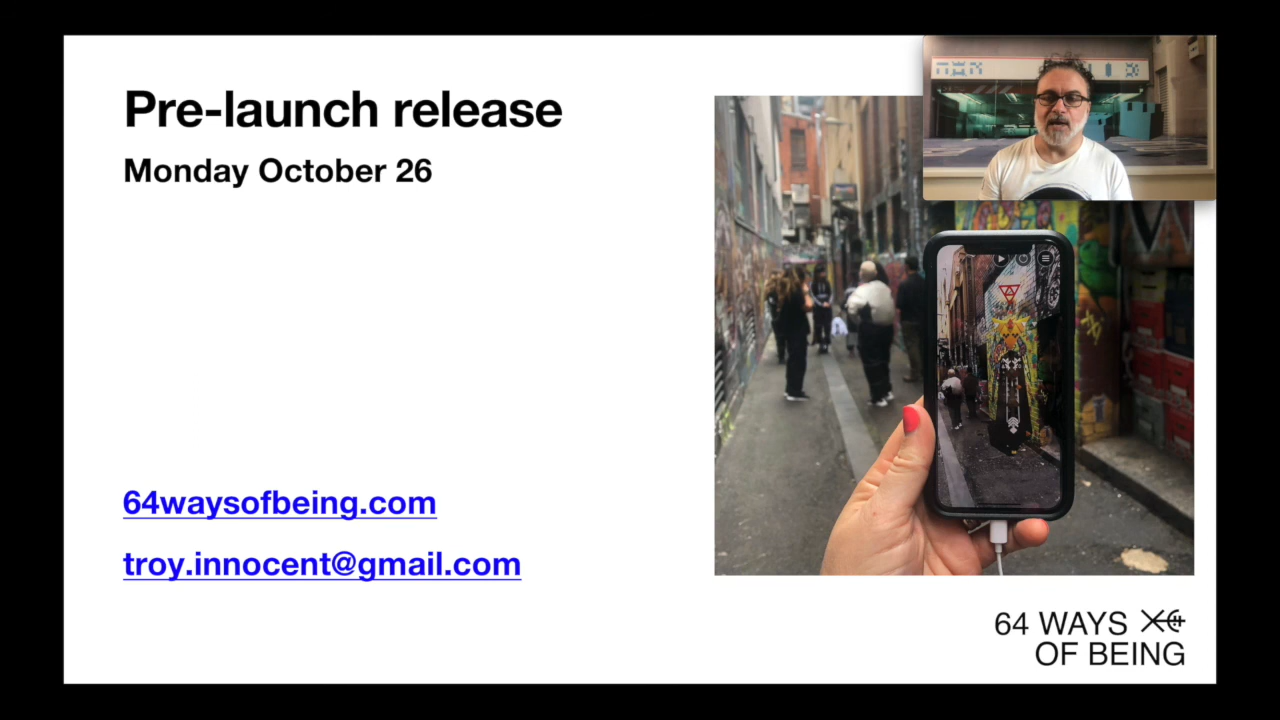 Pre-launch release
Monday October 26
64waysofbeing.com
troy.innocent@gmail.com
64 WAYS
OF BEING